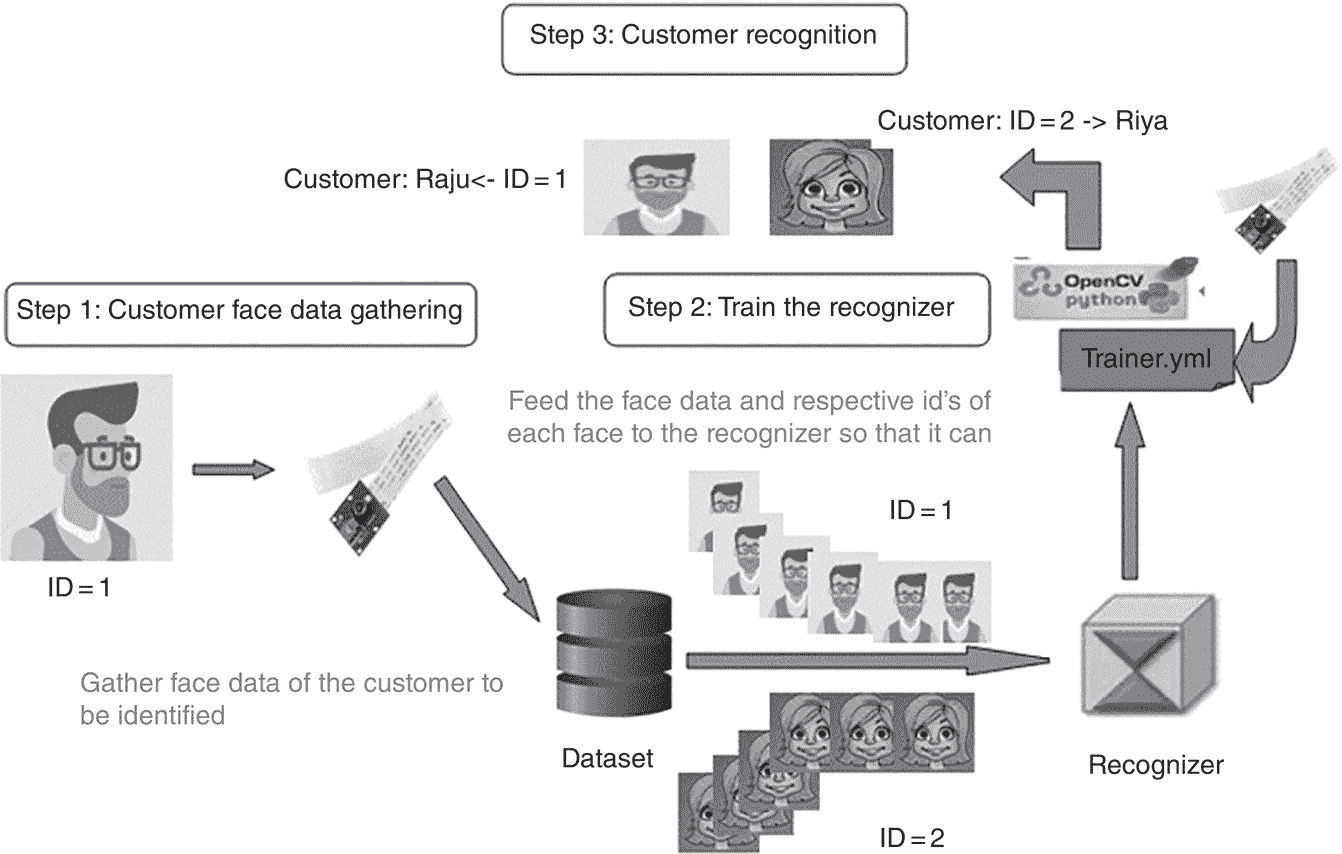 Step 3: Customer recognition
Customer: ID = 2 -> Riya
Customer: Raju<- ID = 1
OpenCV
python
Step 1: Customer face data gathering
Step 2: Train the recognizer
Trainer.yml
Feed the face data and respective id's of
each face to the recognizer so that it can
ID = 1
ID = 1
Gather face data of the customer to
be identified
Dataset
Recognizer
ID = 2